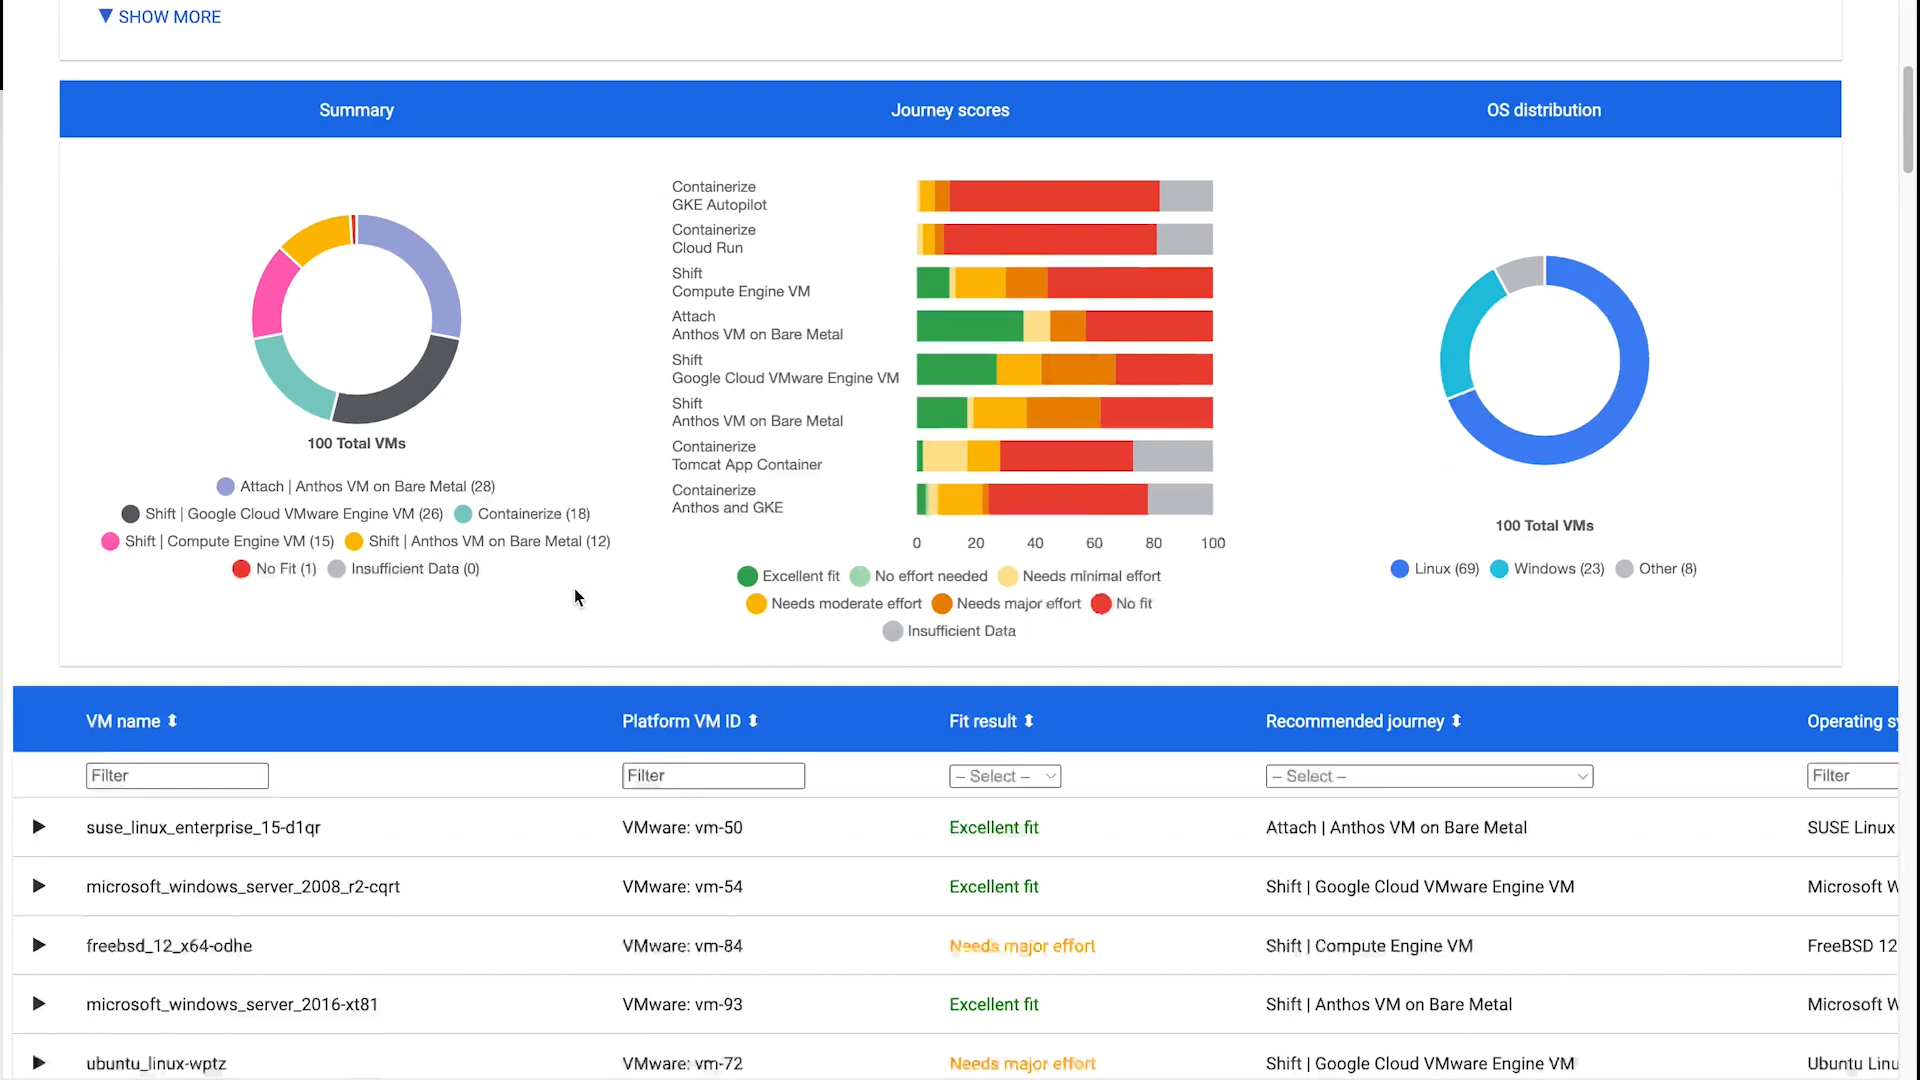 ▼ SHOW MORE
Summary
Journey scores
OS distribution
100 Total VMs
Attach | Anthos VM on Bare Metal (28)
Shift | Google Cloud VMware Engine VM (26) Containerize (18)
Shift | Compute Engine VM (15) Shift | Anthos VM on Bare Metal (12)
No Fit (1) Insufficient Data (0)
Containerize
GKE Autopilot
Containerize
Cloud Run
Shift
Compute Engine VM
Attach
Anthos VM on Bare Metal
Shift
Google Cloud VMware Engine VM
Shift
Anthos VM on Bare Metal
Containerize
Tomcat App Container
Containerize
Anthos and GKE
0 20 40 60 80 100
Excellent fit No effort needed Needs minimal effort
Needs moderate effort Needs major effort No fit
Insufficient Data
100 Total VMs
Linux (69) Windows (23) Other (8)
VM name Platform VM ID Fit result Recommended journey Operating sy
Filter Filter – Select – – Select – Filter
suse_linux_enterprise_15-d1qr VMware: vm-50 Excellent fit Attach | Anthos VM on Bare Metal SUSE Linux
microsoft_windows_server_2008_r2-cqrt VMware: vm-54 Excellent fit Shift | Google Cloud VMware Engine VM Microsoft W
freebsd_12_x64-odhe VMware: vm-84 Needs major effort Shift | Compute Engine VM FreeBSD 12
microsoft_windows_server_2016-xt81 VMware: vm-93 Excellent fit Shift | Anthos VM on Bare Metal Microsoft W
ubuntu_linux-wptz VMware: vm-72 Needs major effort Shift | Google Cloud VMware Engine VM Ubuntu Linu